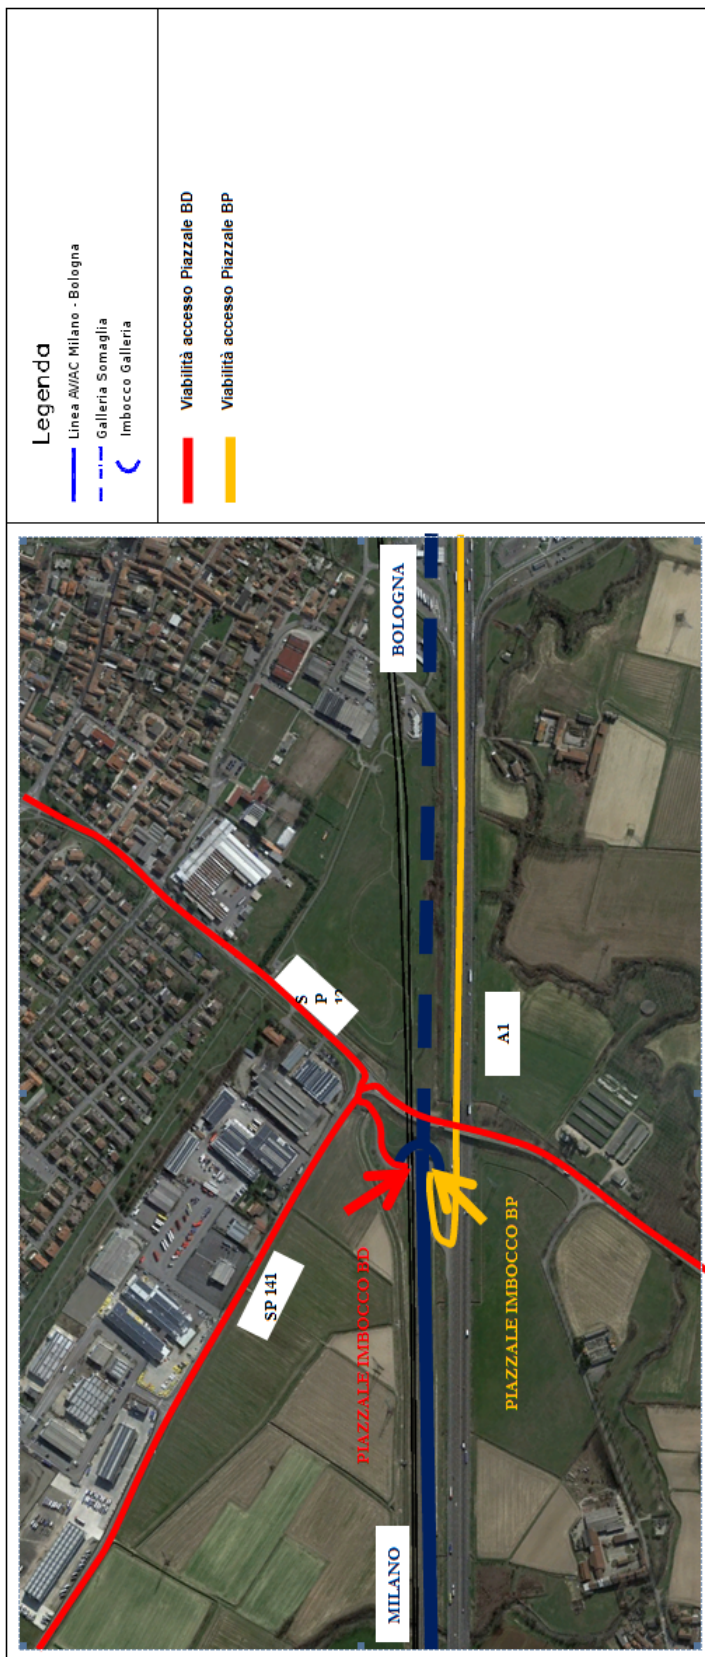 Legenda
Linea AV/AC Milano - Bologna
Galleria Somaglia
Imbocco Galleria
Viabilità accesso Piazzale BD
Viabilità accesso Piazzale BP
BOLOGNA
S
P
A1
SP 141
PIAZZALE IMBOCCO BD
PIAZZALE IMBOCCO BP
MILANO